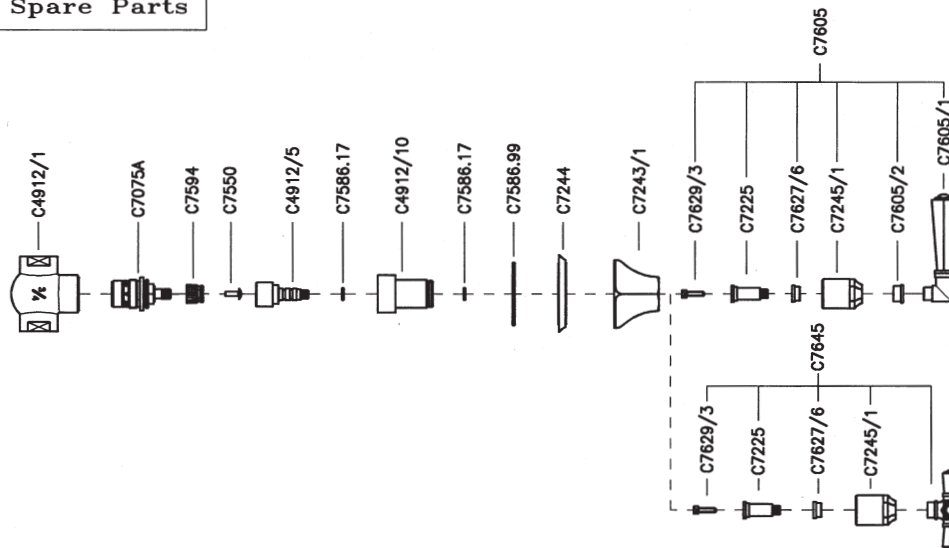 Spare Parts
C4912/1
C7075A
C7594
C7550
C4912/5
C7586.17
C4912/10
C7586.17
C7586.99
C7244
C7243/1
C7605
C7629/3
C7225
C7627/6
C7245/1
C7605/2
C7605/1
C7645
C7629/3
C7225
C7627/6
C7245/1